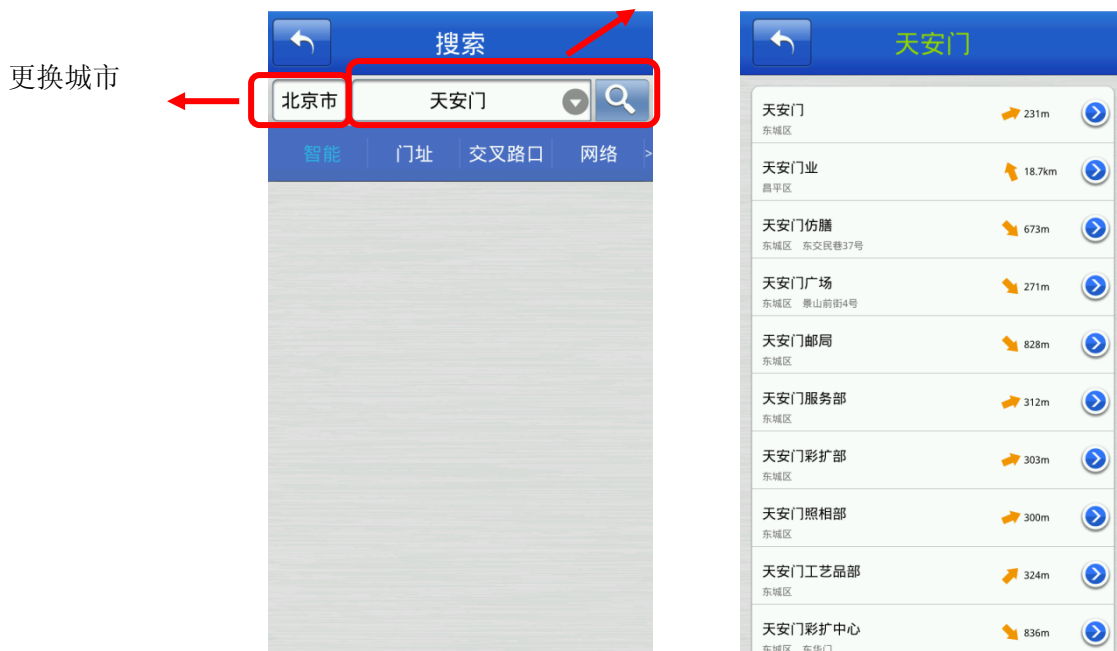 更换城市
搜索
北京市 天安门
智能 门址 交叉路口 网络 >
天安门
天安门 231m
东城区
天安门业 18.7km
昌平区
天安门仿膳 673m
东城区 东交民巷37号
天安门广场 271m
东城区 景山前街4号
天安门邮局 828m
东城区
天安门服务部 312m
东城区
天安门彩扩部 303m
东城区
天安门照相部 300m
东城区
天安门工艺品部 324m
东城区
天安门彩扩中心 836m
东城区 东华门